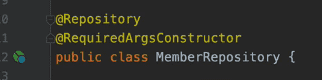 @Repository
@RequiredArgsConstructor
public class MemberRepository {